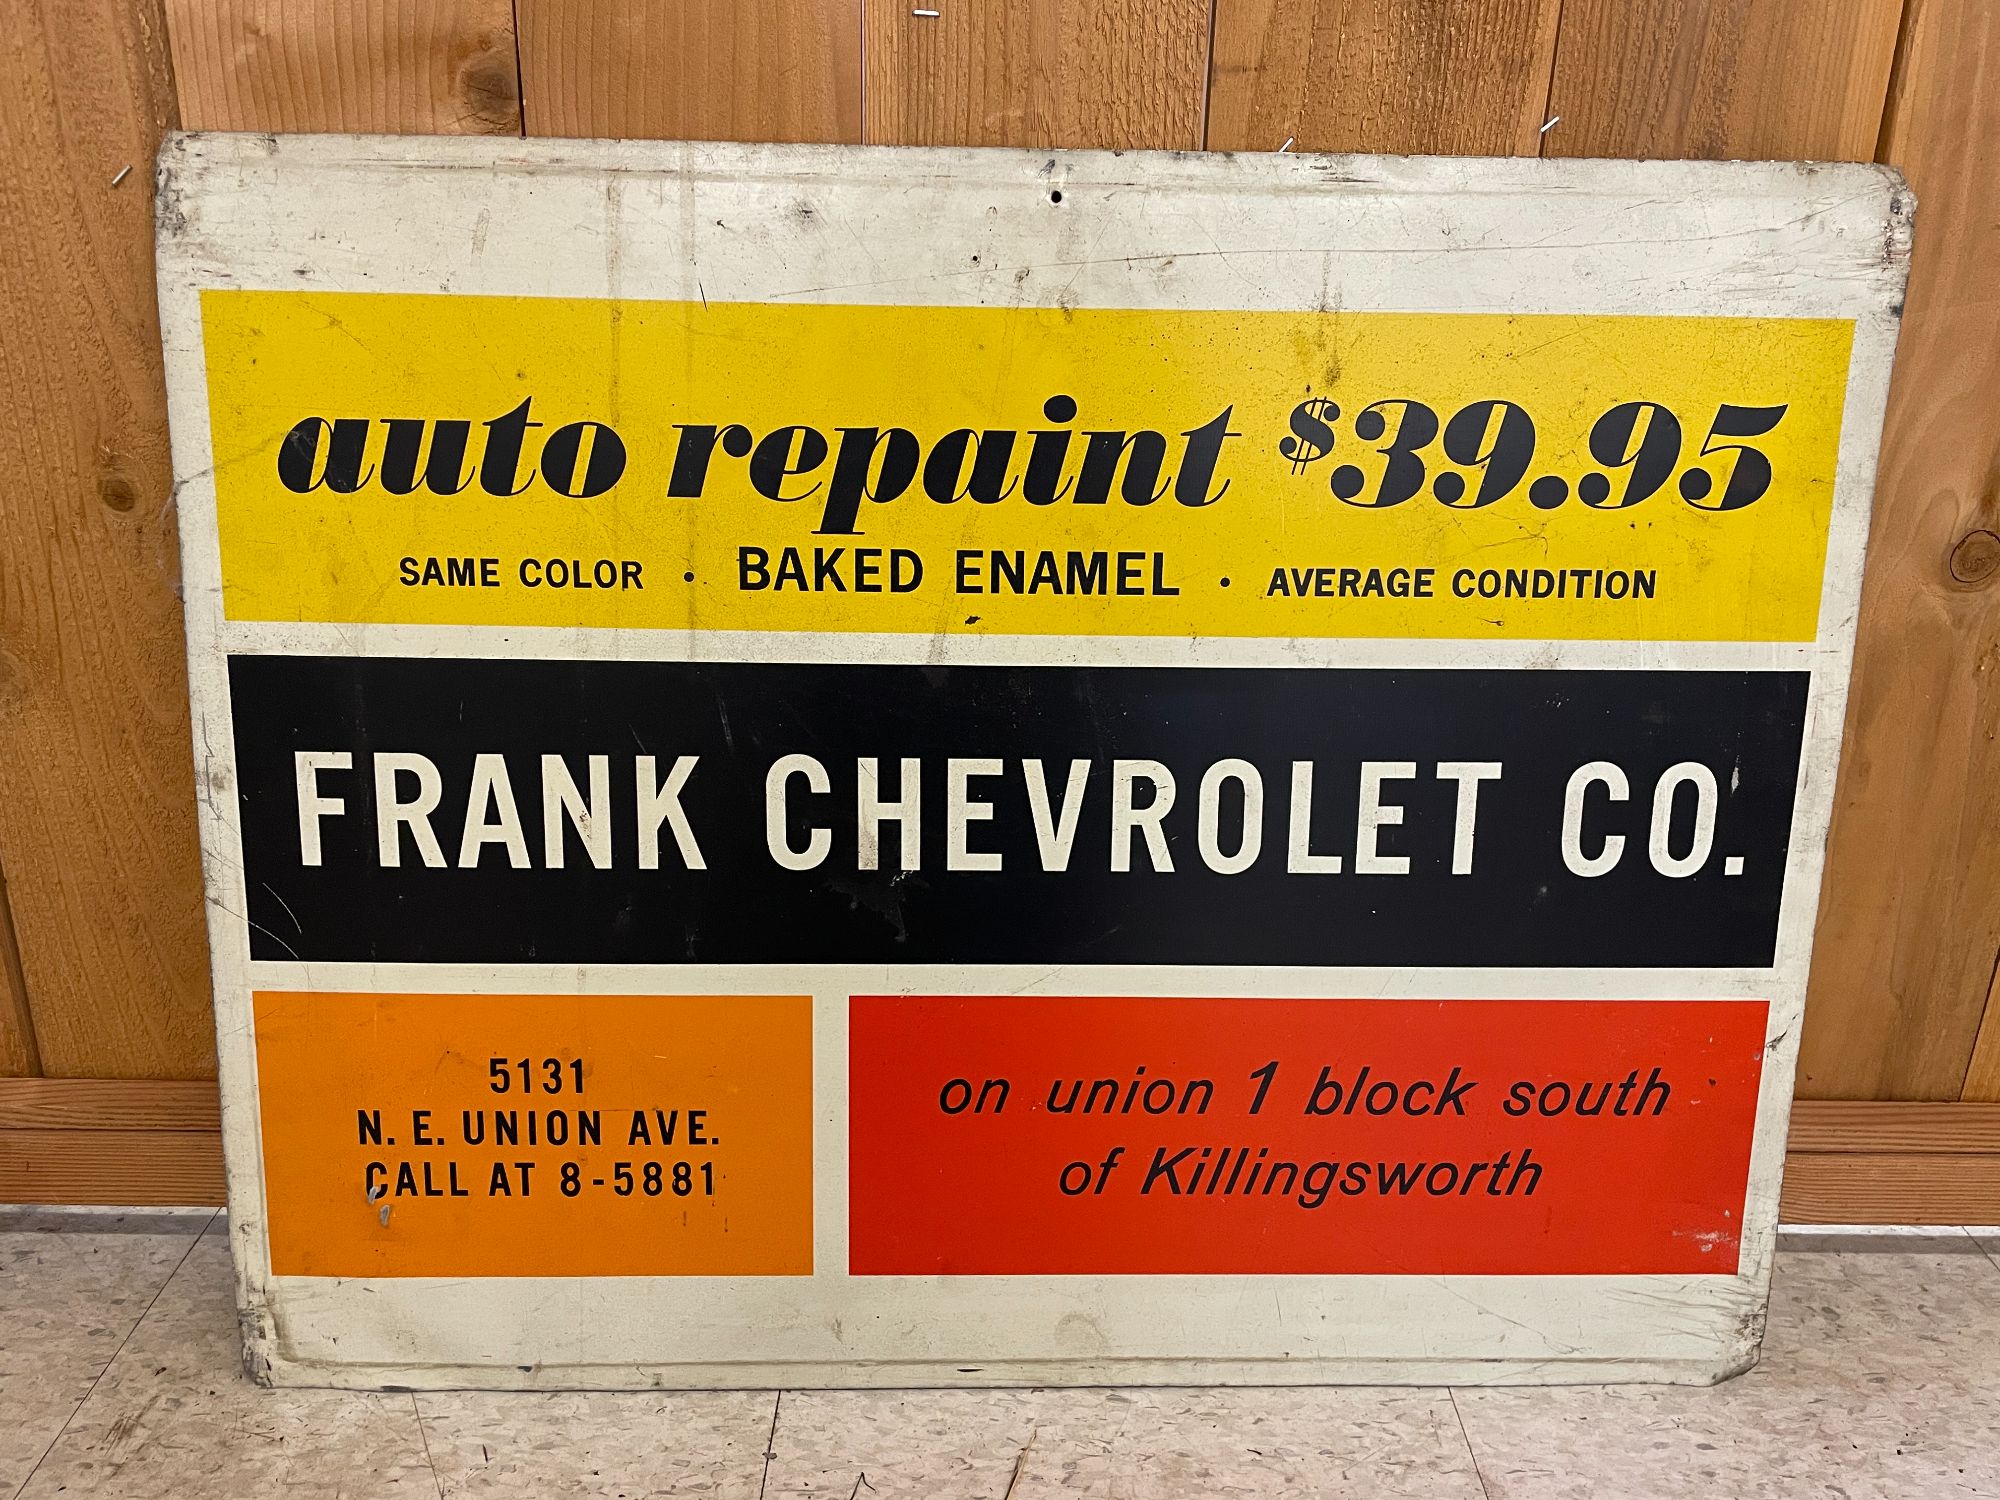 auto repaint $39.95
SAME COLOR · BAKED ENAMEL · AVERAGE CONDITION
FRANK CHEVROLET CO.
5131
N. E. UNION AVE.
CALL AT 8-5881
on union 1 block south
of Killingsworth